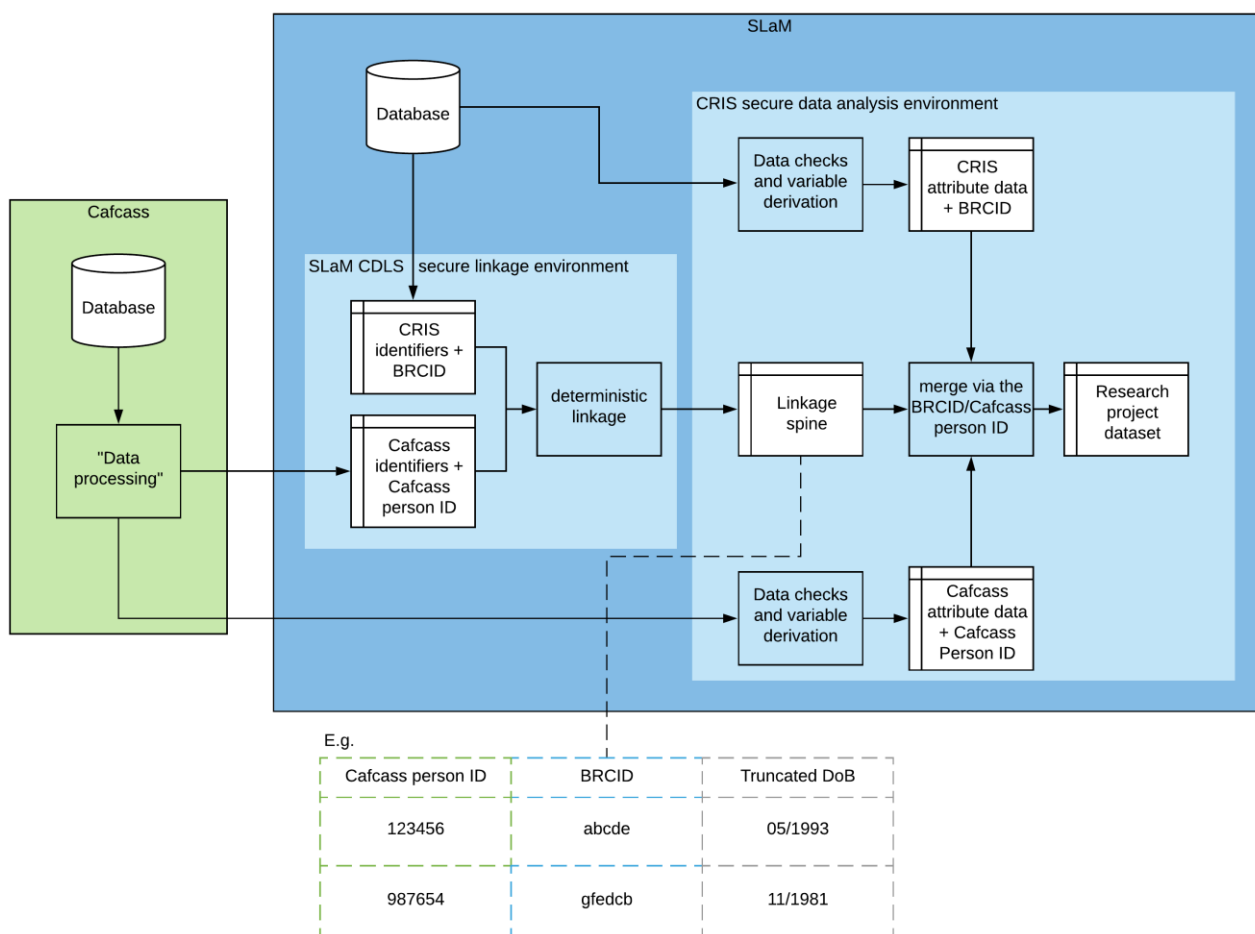 SLaM
Database
CRIS secure data analysis environment
Data checks
and variable
derivation
CRIS
attribute data
+ BRCID
Cafcass
Database
"Data
processing"
SLaM CDLS
secure linkage environment
CRIS
identifiers +
BRCID
Cafcass
identifiers +
Cafcass
person ID
deterministic
linkage
Linkage
spine
merge via the
BRCID/Cafcass
person ID
Research
project
dataset
Data checks
and variable
derivation
Cafcass
attribute data
+ Cafcass
Person ID
E.g.
Cafcass person ID BRCID Truncated DoB
123456 abcde 05/1993
987654 gfedcb 11/1981